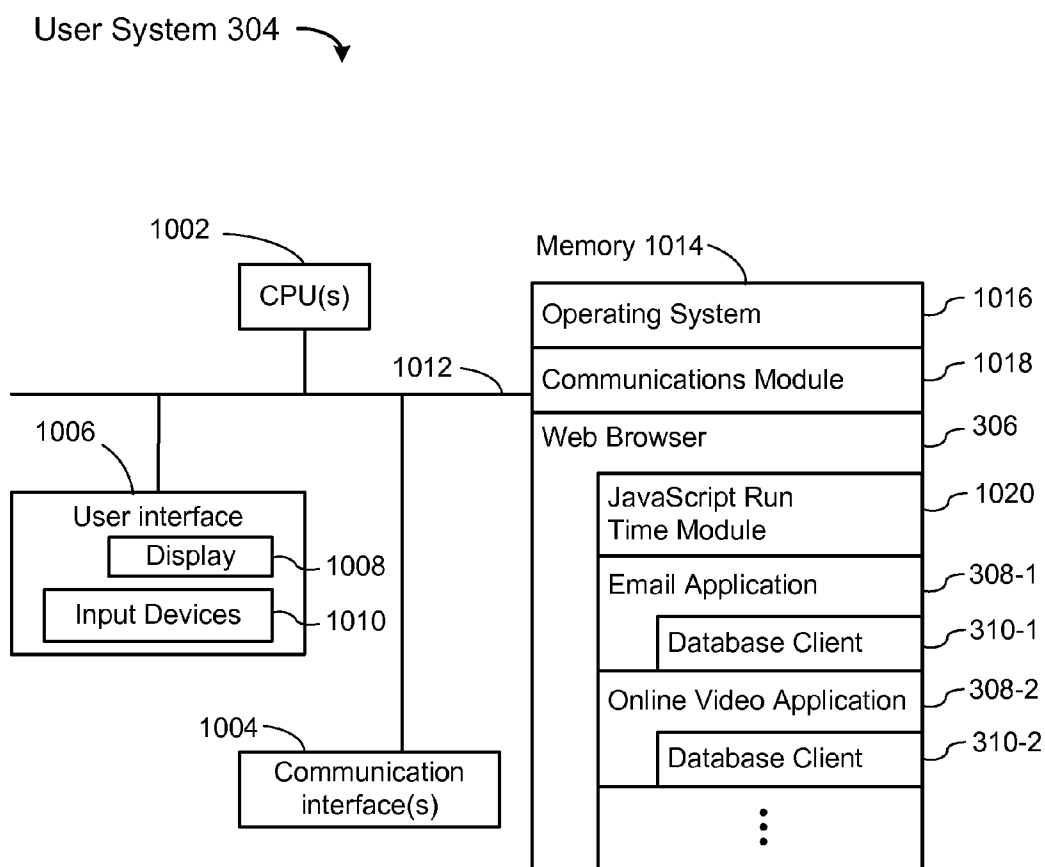 User System 304
1002
CPU(s)
1012
1006
User interface
Display
1008
Input Devices
1010
1004
Communication
interface(s)
Memory 1014
Operating System
1016
Communications Module
1018
Web Browser
306
JavaScript Run
Time Module
1020
Email Application
308-1
Database Client
310-1
Online Video Application
308-2
Database Client
310-2